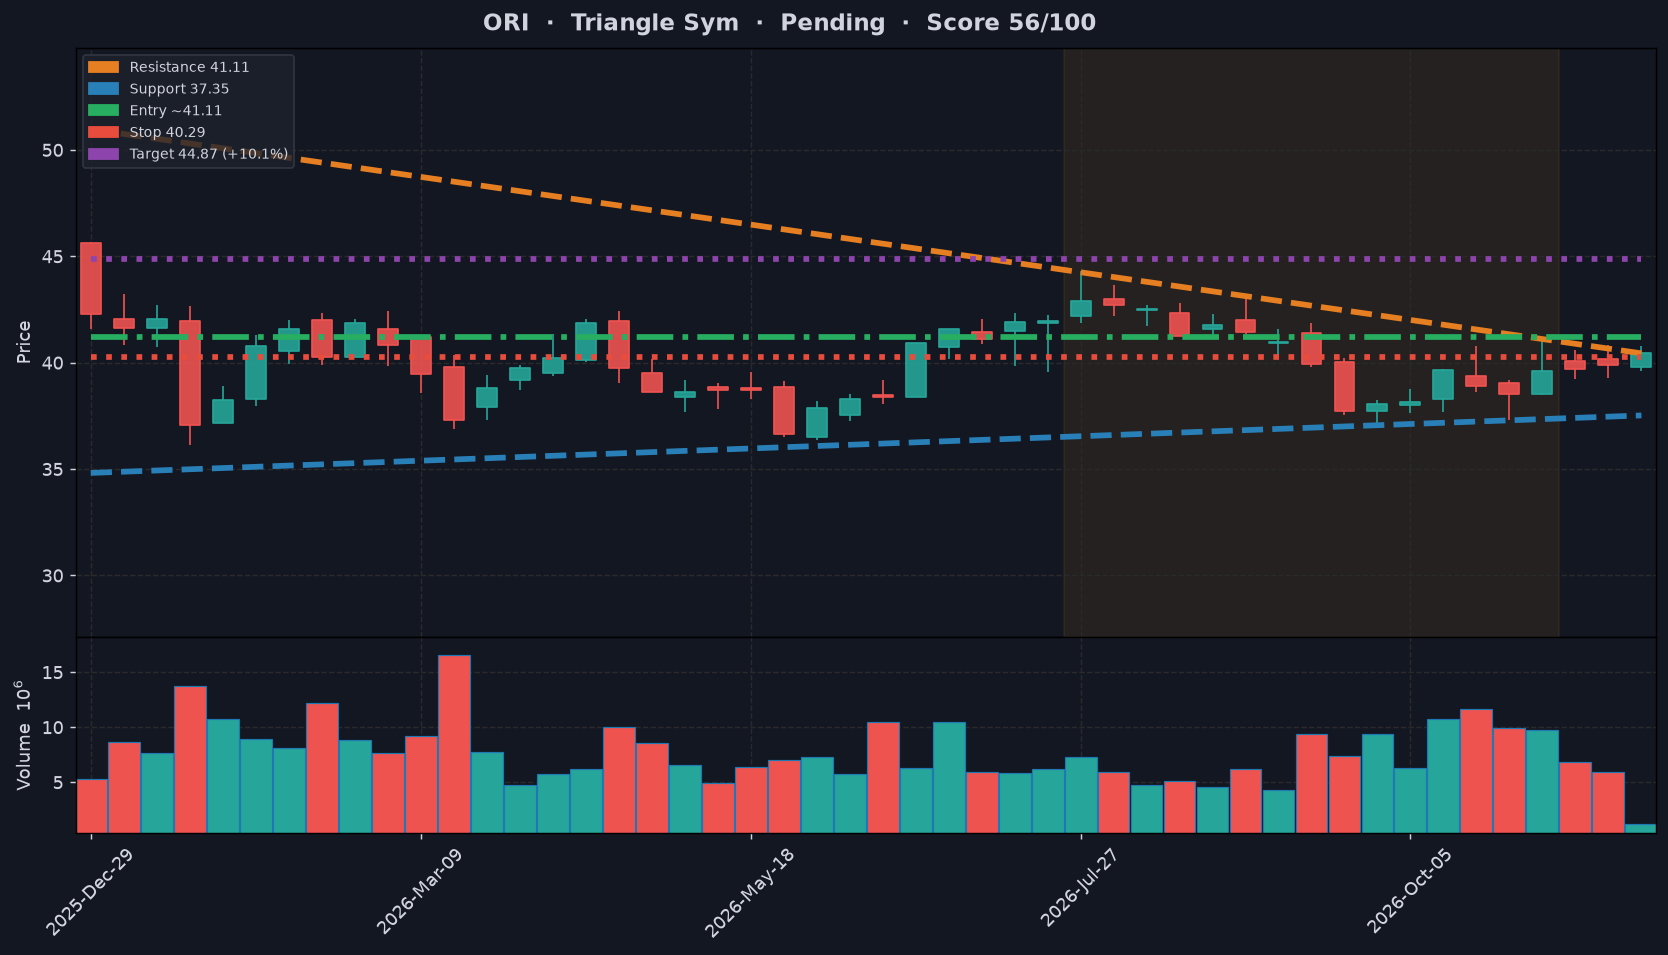 ORI · Triangle Sym · Pending · Score 56/100
Resistance 41.11
Support 37.35
Entry ~41.11
Stop 40.29
Target 44.87 (+10.1%)
50
45
40
35
30
Price
15
10
5
Volume 10⁶
2025-Dec-29
2026-Mar-09
2026-May-18
2026-Jul-27
2026-Oct-05